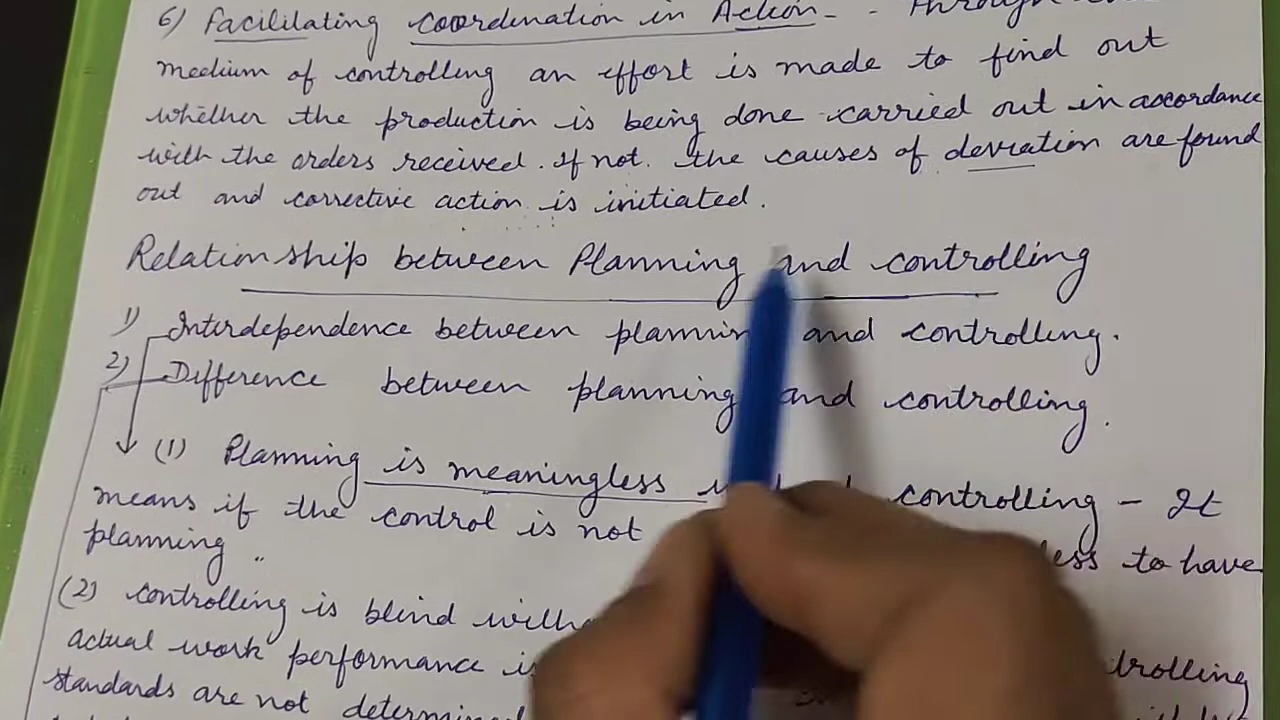 6) Facililating coordination in Action - - Through
medium of controlling an effort is made to find out
whether the production is being done carried out in accordance
with the orders received. If not. the causes of deviation are found
out and corrective action is initiated.
Relationship between Planning and controlling
1) Interdependence between planning and controlling.
2) Difference between planning and controlling.
(1) Planning is meaningless controlling - It
means if the control is not to have
planning..
(2) controlling is blind
actual work performance is
standards are not